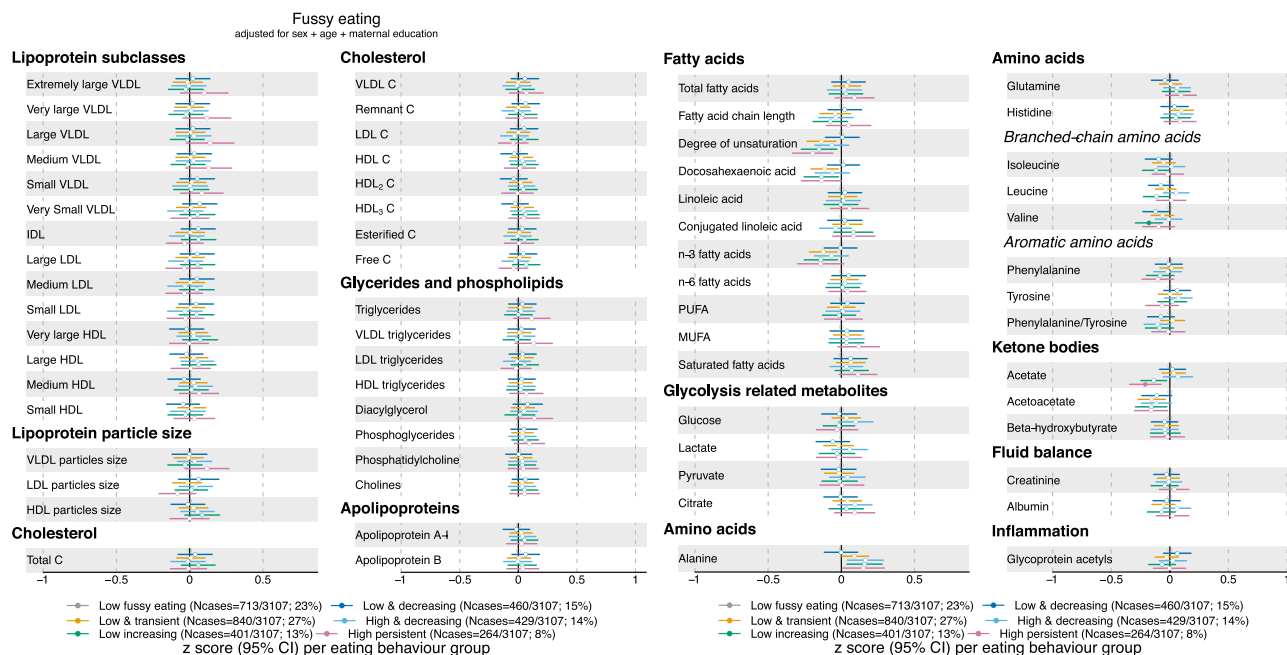 Fussy eating
adjusted for sex + age + maternal education
Lipoprotein subclasses
Extremely large VLDL
Very large VLDL
Large VLDL
Medium VLDL
Small VLDL
Very Small VLDL
IDL
Large LDL
Medium LDL
Small LDL
Very large HDL
Large HDL
Medium HDL
Small HDL
Lipoprotein particle size
VLDL particles size
LDL particles size
HDL particles size
Cholesterol
Total C
−1 −0.5 0 0.5
Cholesterol
VLDL C
Remnant C
LDL C
HDL C
HDL₂ C
HDL₃ C
Esterified C
Free C
Glycerides and phospholipids
Triglycerides
VLDL triglycerides
LDL triglycerides
HDL triglycerides
Diacylglycerol
Phosphoglycerides
Phosphatidylcholine
Cholines
Apolipoproteins
Apolipoprotein A-I
Apolipoprotein B
−1 −0.5 0 0.5 1
Low fussy eating (Ncases=713/3107; 23%) Low & decreasing (Ncases=460/3107; 15%)
Low & transient (Ncases=840/3107; 27%) High & decreasing (Ncases=429/3107; 14%)
Low increasing (Ncases=401/3107; 13%) High persistent (Ncases=264/3107; 8%)
z score (95% CI) per eating behaviour group
Fatty acids
Total fatty acids
Fatty acid chain length
Degree of unsaturation
Docosahexaenoic acid
Linoleic acid
Conjugated linoleic acid
n−3 fatty acids
n−6 fatty acids
PUFA
MUFA
Saturated fatty acids
Glycolysis related metabolites
Glucose
Lactate
Pyruvate
Citrate
Amino acids
Alanine
−1 −0.5 0 0.5 1
Amino acids
Glutamine
Histidine
Branched−chain amino acids
Isoleucine
Leucine
Valine
Aromatic amino acids
Phenylalanine
Tyrosine
Phenylalanine/Tyrosine
Ketone bodies
Acetate
Acetoacetate
Beta−hydroxybutyrate
Fluid balance
Creatinine
Albumin
Inflammation
Glycoprotein acetyls
−1 −0.5 0 0.5 1
Low fussy eating (Ncases=713/3107; 23%) Low & decreasing (Ncases=460/3107; 15%)
Low & transient (Ncases=840/3107; 27%) High & decreasing (Ncases=429/3107; 14%)
Low increasing (Ncases=401/3107; 13%) High persistent (Ncases=264/3107; 8%)
z score (95% CI) per eating behaviour group